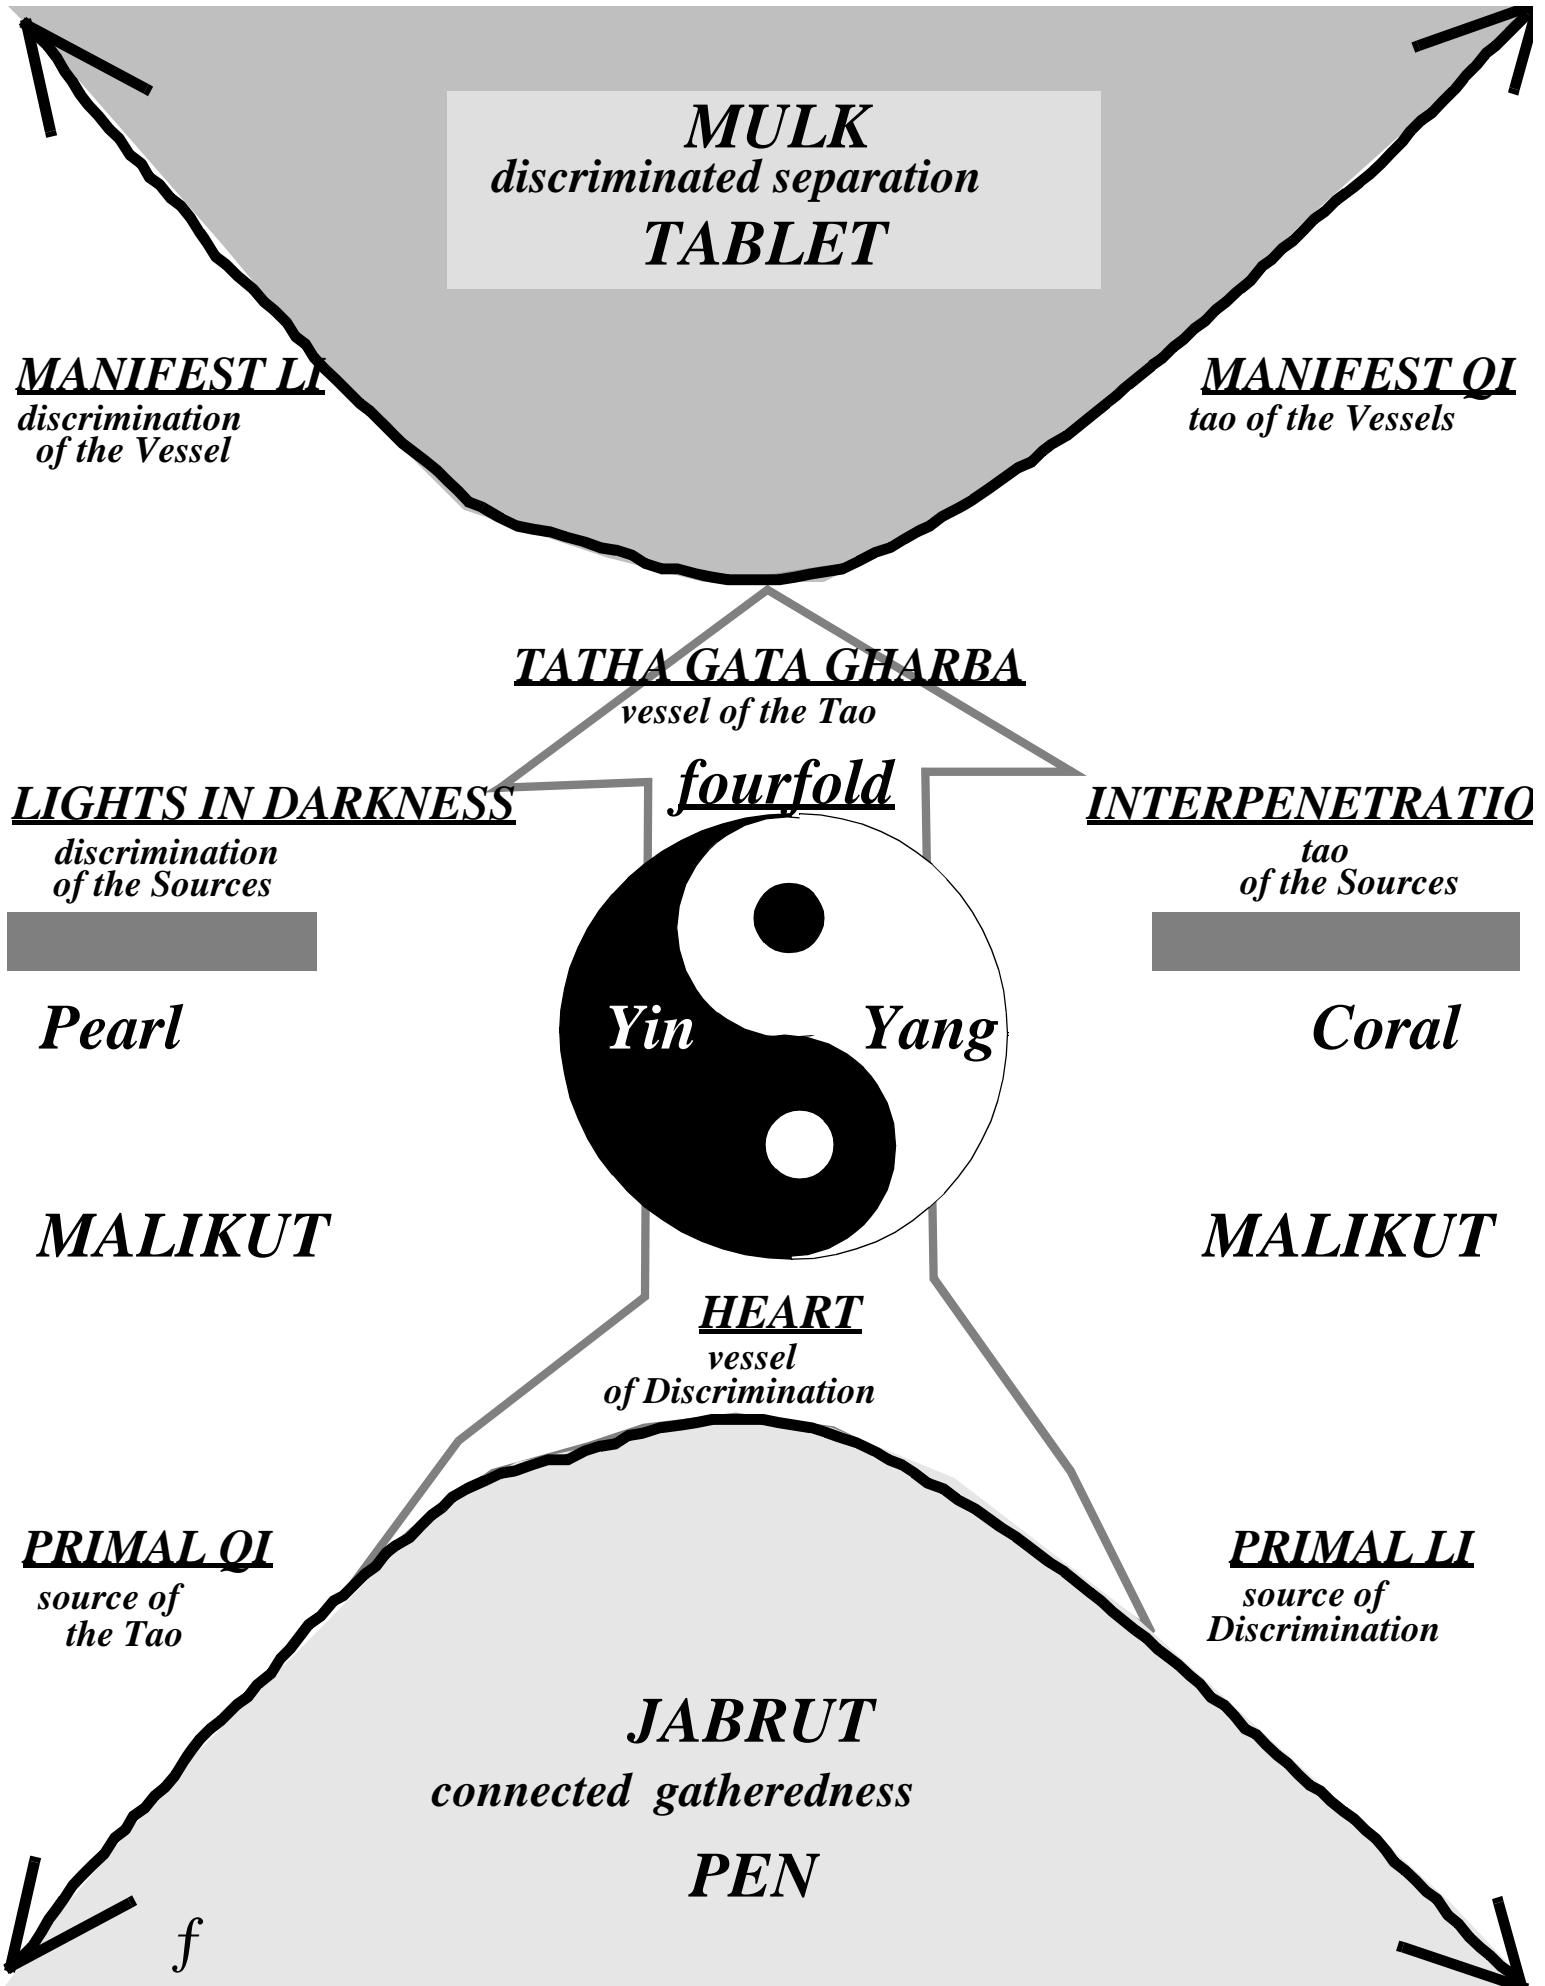 MULK
discriminated separation
TABLET
MANIFEST LI
discrimination
of the Vessel
MANIFEST QI
tao of the Vessels
TATHA GATA GHARBA
vessel of the Tao
fourfold
LIGHTS IN DARKNESS
discrimination
of the Sources
INTERPENETRATIO
tao
of the Sources
Pearl
Yin
Yang
Coral
MALIKUT
MALIKUT
HEART
vessel
of Discrimination
PRIMAL QI
source of
the Tao
PRIMAL LI
source of
Discrimination
JABRUT
connected gatheredness
PEN
f